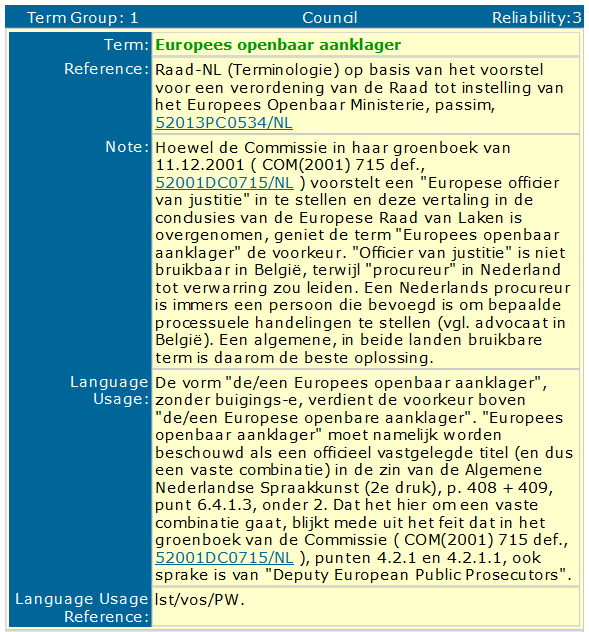 Term Group: 1 Council Reliability:3
Term: Europees openbaar aanklager
Reference: Raad-NL (Terminologie) op basis van het voorstel
voor een verordening van de Raad tot instelling van
het Europees Openbaar Ministerie, passim,
52013PC0534/NL
Note: Hoewel de Commissie in haar groenboek van
11.12.2001 ( COM(2001) 715 def.,
52001DC0715/NL ) voorstelt een "Europese officier
van justitie" in te stellen en deze vertaling in de
conclusies van de Europese Raad van Laken is
overgenomen, geniet de term "Europees openbaar
aanklager" de voorkeur. "Officier van justitie" is niet
bruikbaar in België, terwijl "procureur" in Nederland
tot verwarring zou leiden. Een Nederlands procureur
is immers een persoon die bevoegd is om bepaalde
processuele handelingen te stellen (vgl. advocaat in
België). Een algemene, in beide landen bruikbare
term is daarom de beste oplossing.
Language De vorm "de/een Europees openbaar aanklager",
Usage: zonder buigings-e, verdient de voorkeur boven
"de/een Europese openbare aanklager". "Europees
openbaar aanklager" moet namelijk worden
beschouwd als een officieel vastgelegde titel (en dus
een vaste combinatie) in de zin van de Algemene
Nederlandse Spraakkunst (2e druk), p. 408 + 409,
punt 6.4.1.3, onder 2. Dat het hier om een vaste
combinatie gaat, blijkt mede uit het feit dat in het
groenboek van de Commissie ( COM(2001) 715 def.,
52001DC0715/NL ), punten 4.2.1 en 4.2.1.1, ook
sprake is van "Deputy European Public Prosecutors".
Language Usage lst/vos/PW.
Reference: